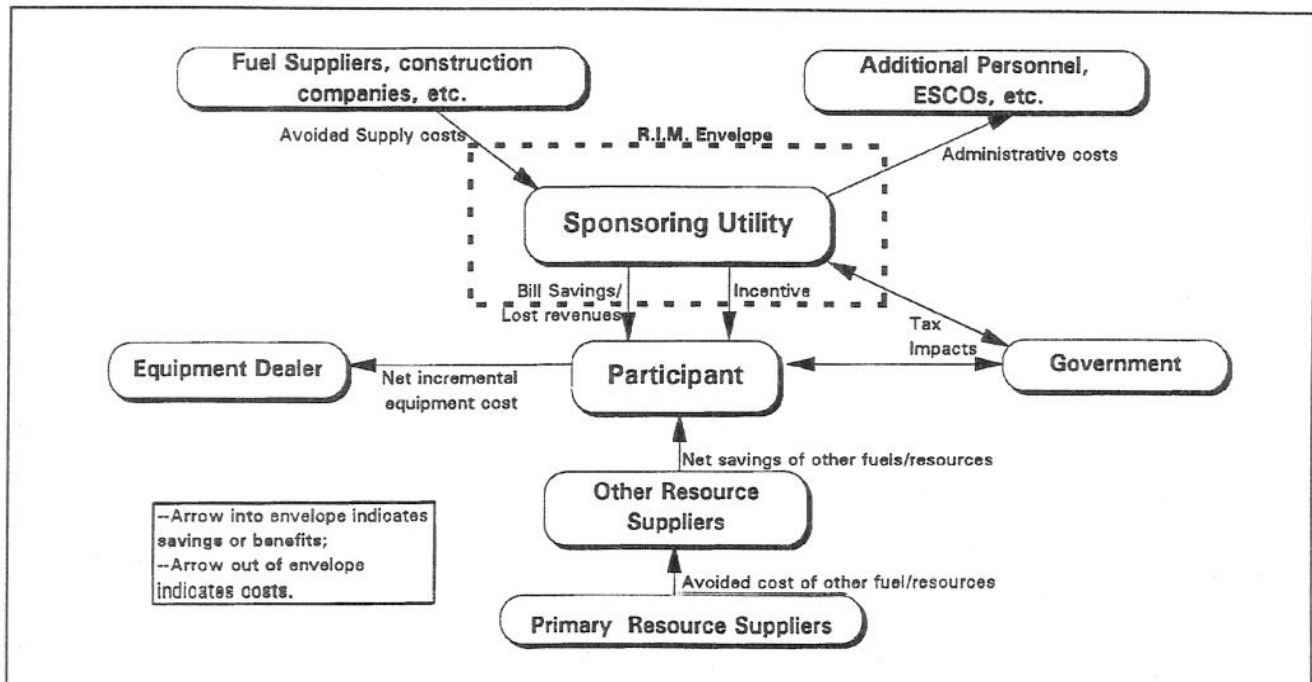 Fuel Suppliers, construction
companies, etc.
Additional Personnel,
ESCOs, etc.
Avoided Supply costs
R.I.M. Envelope
Administrative costs
Sponsoring Utility
Bill Savings/
Lost revenues
Incentive
Tax
Impacts
Equipment Dealer
Participant
Government
Net incremental
equipment cost
Net savings of other fuels/resources
Other Resource
Suppliers
--Arrow into envelope indicates
savings or benefits;
--Arrow out of envelope
indicates costs.
Avoided cost of other fuel/resources
Primary Resource Suppliers